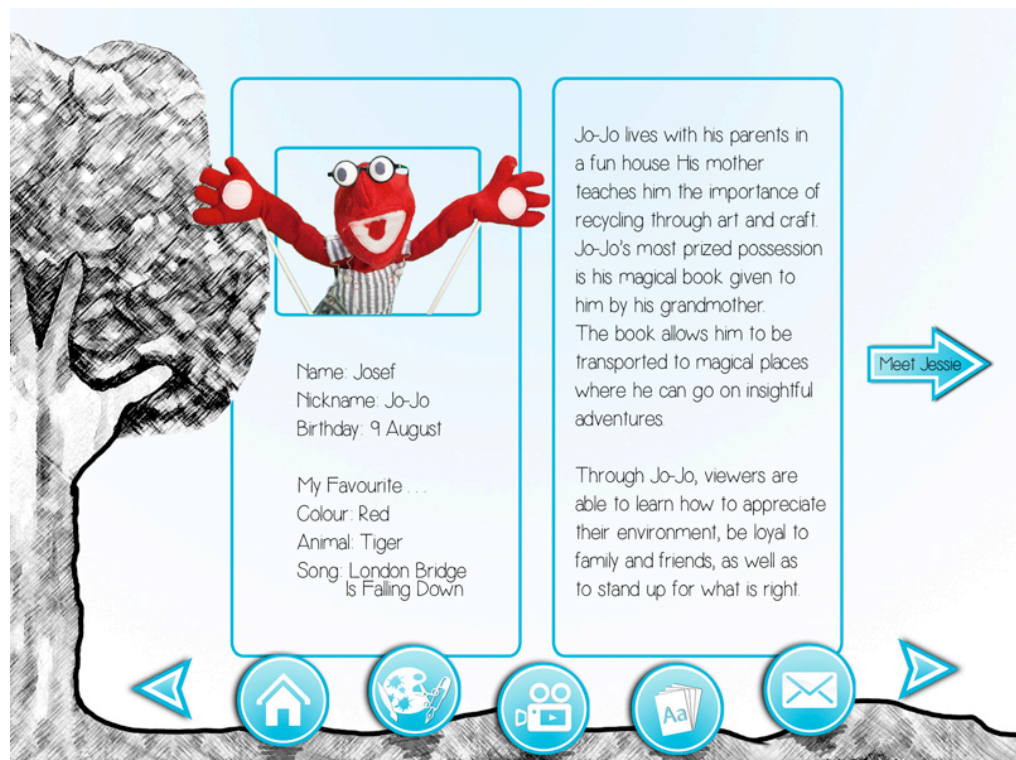 Name: Josef
Nickname: Jo-Jo
Birthday: 9 August
My Favourite . . .
Colour: Red
Animal: Tiger
Song: London Bridge
Is Falling Down
Jo-Jo lives with his parents in
a fun house. His mother
teaches him the importance of
recycling through art and craft.
Jo-Jo's most prized possession
is his magical book given to
him by his grandmother.
The book allows him to be
transported to magical places
where he can go on insightful
adventures.
Through Jo-Jo, viewers are
able to learn how to appreciate
their environment, be loyal to
family and friends, as well as
to stand up for what is right.
Meet Jessie
Aa